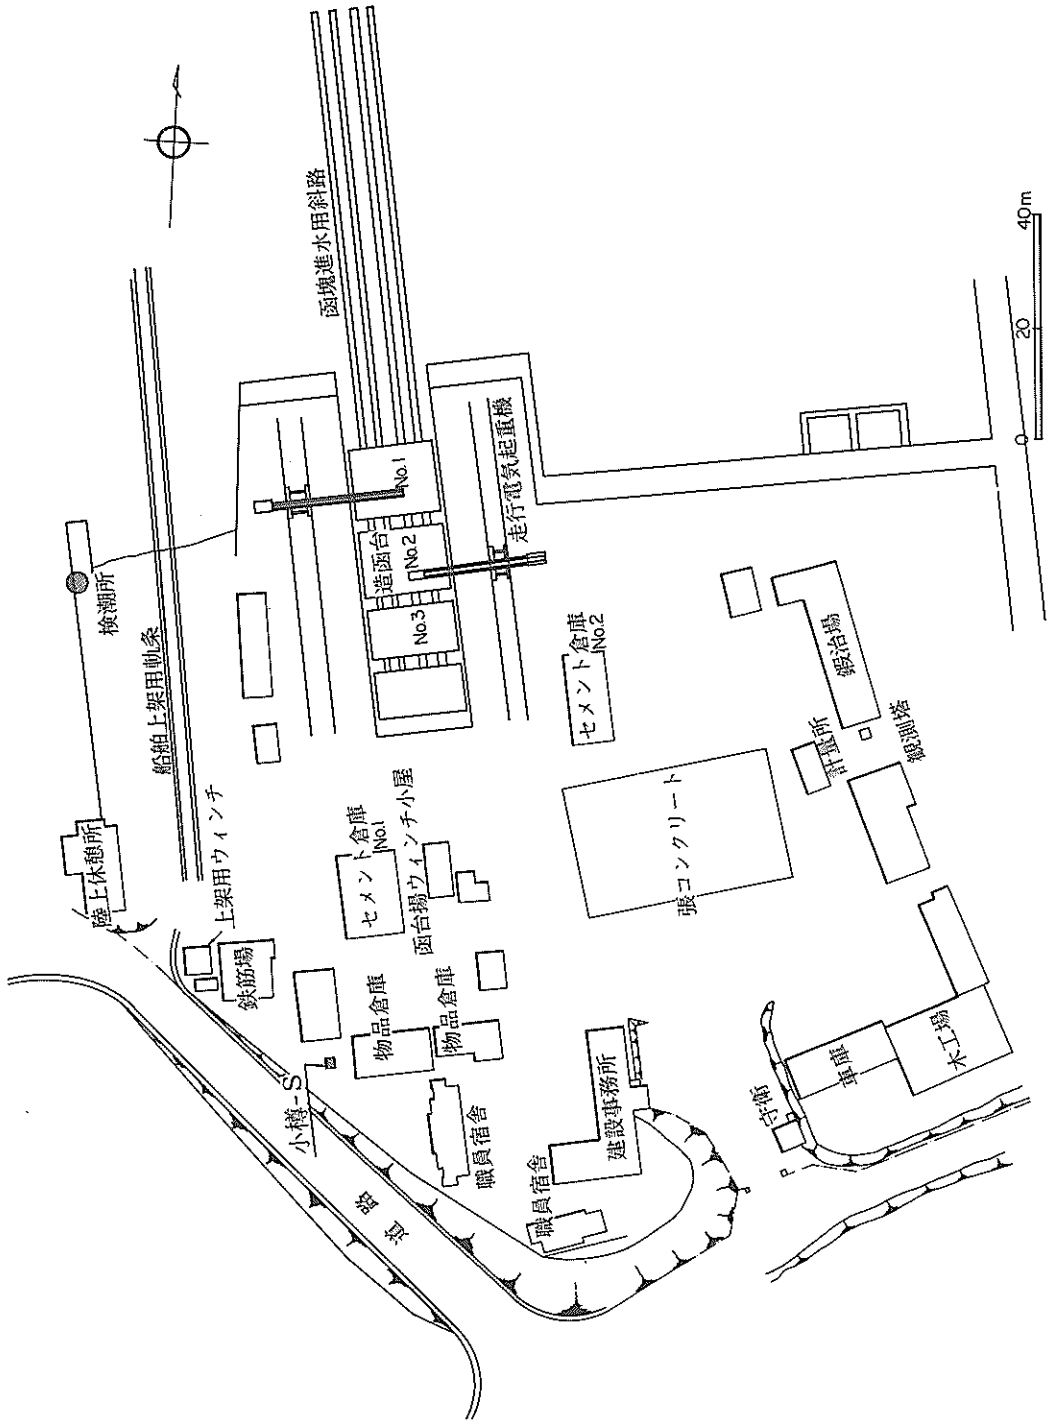 函塊進水用斜路
検潮所
船舶上架用軌条
陸上休憩所
上架用ウィンチ
鉄筋場
No.1
造函台
No.2
No.3
走行電気起重機
セメント倉庫
No.1
函台揚ウィンチ小屋
セメント倉庫
No.2
張コンクリート
鍛冶場
計量所
観測塔
物品倉庫
物品倉庫
小樽-S
職員宿舎
職員宿舎
建設事務所
道路
守衛
車庫
木工場
P
0 20 40m